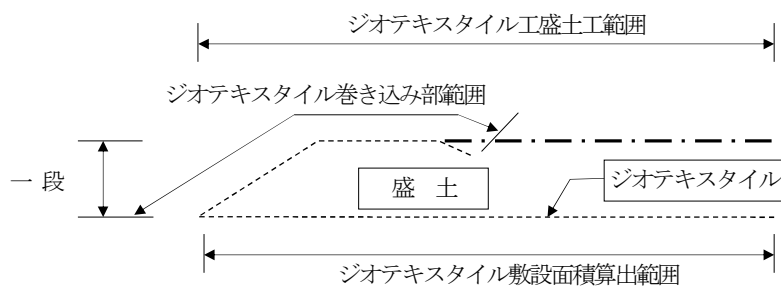 ジオテキスタイル工盛土工範囲
ジオテキスタイル巻き込み部範囲
一 段
盛 土
ジオテキスタイル
ジオテキスタイル敷設面積算出範囲